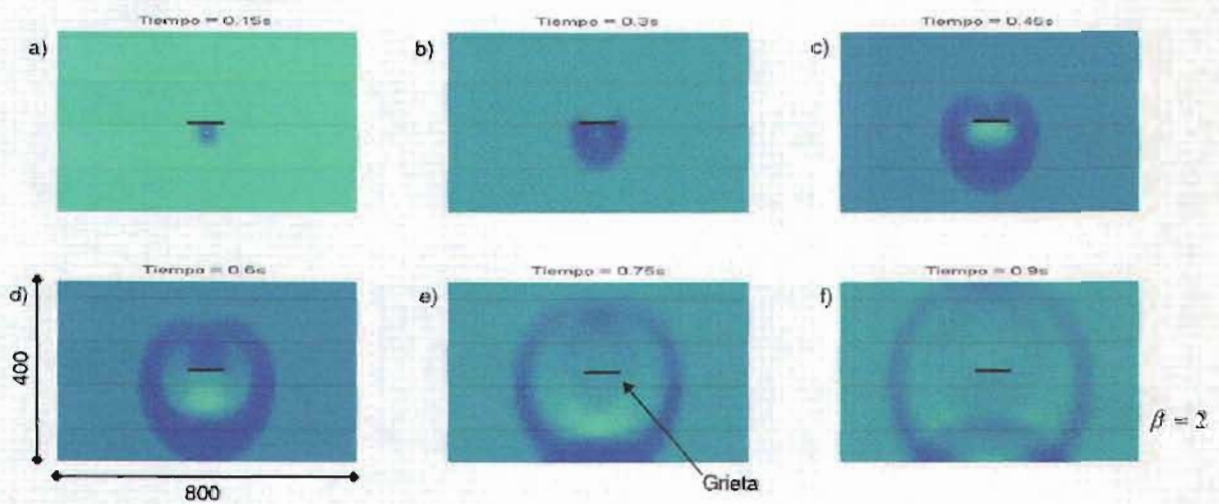 Tiempo = 0.15s
Tiempo = 0.3s
Tiempo = 0.45s
a)
b)
c)
Tiempo = 0.6s
Tiempo = 0.75s
Tiempo = 0.9s
d)
e)
f)
400
β = 2
Grieta
800